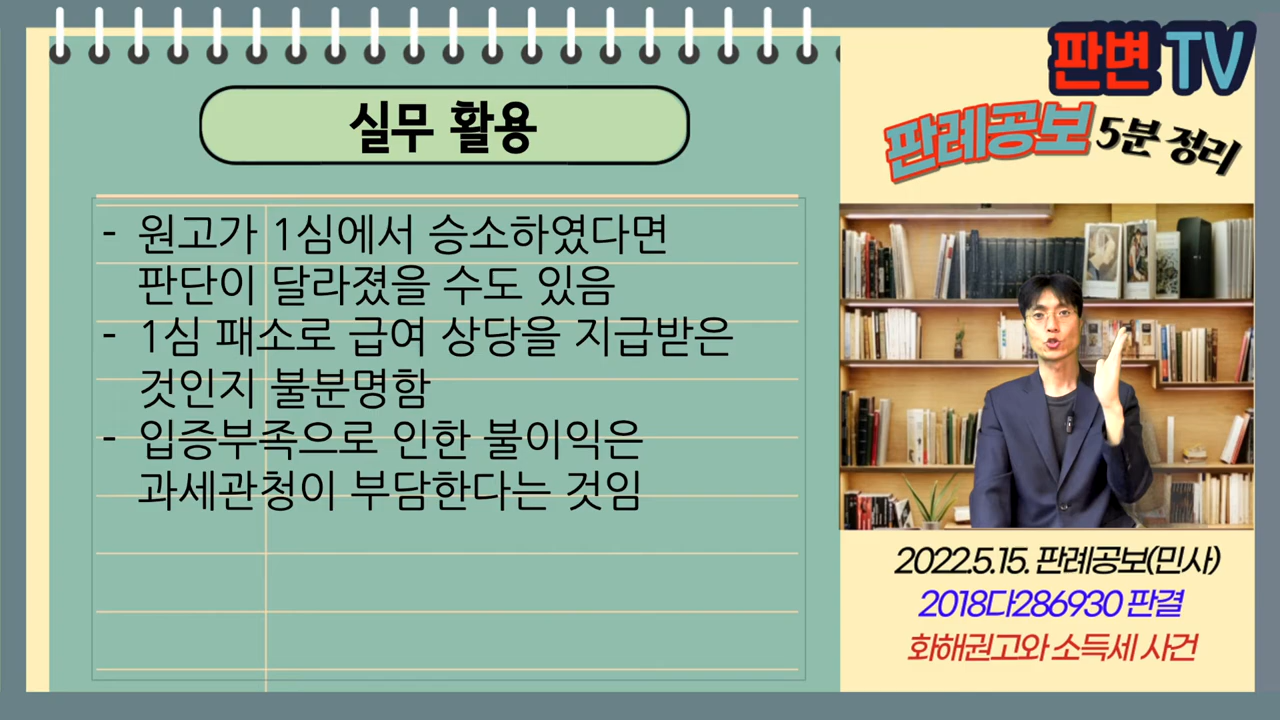 실무 활용
- 원고가 1심에서 승소하였다면
판단이 달라졌을 수도 있음
- 1심 패소로 급여 상당을 지급받은
것인지 불분명함
- 입증부족으로 인한 불이익은
과세관청이 부담한다는 것임
판변 TV
판례공보 5분 정리
2022.5.15. 판례공보(민사)
2018다286930 판결
화해권고와 소득세 사건